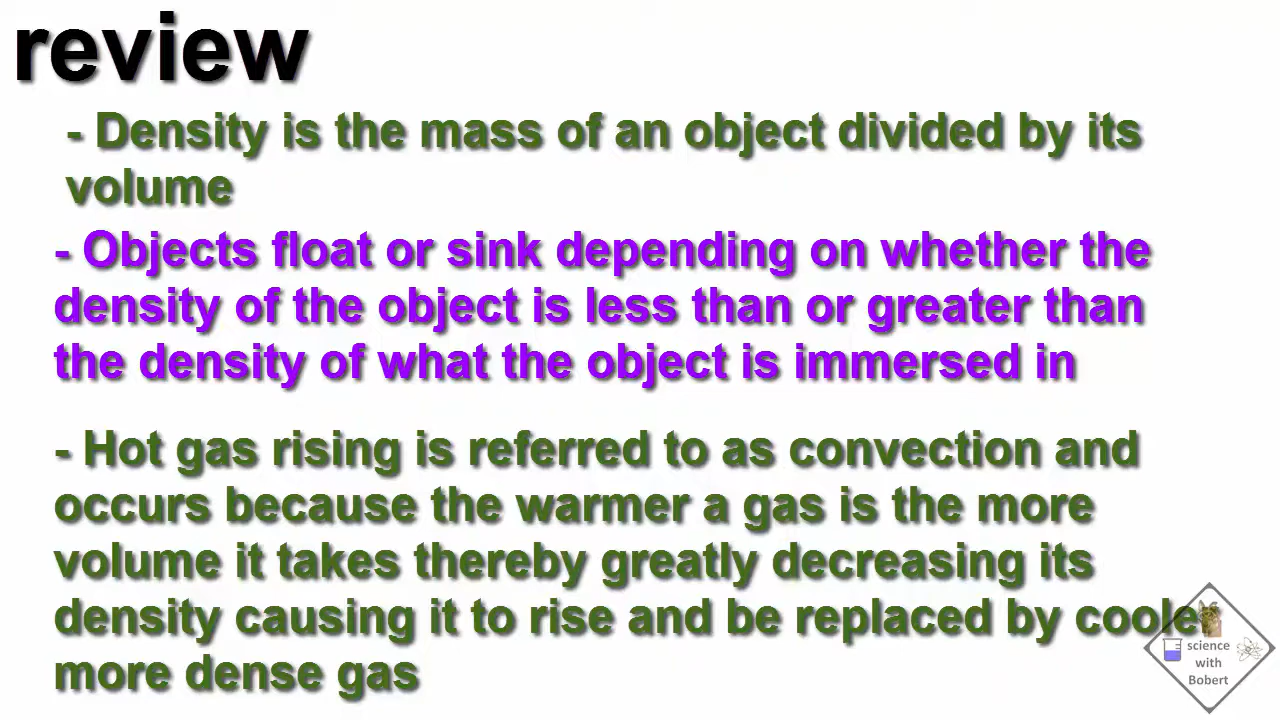 review
- Density is the mass of an object divided by its
volume
- Objects float or sink depending on whether the
density of the object is less than or greater than
the density of what the object is immersed in
- Hot gas rising is referred to as convection and
occurs because the warmer a gas is the more
volume it takes thereby greatly decreasing its
density causing it to rise and be replaced by cooler
more dense gas
science
with
Bobert